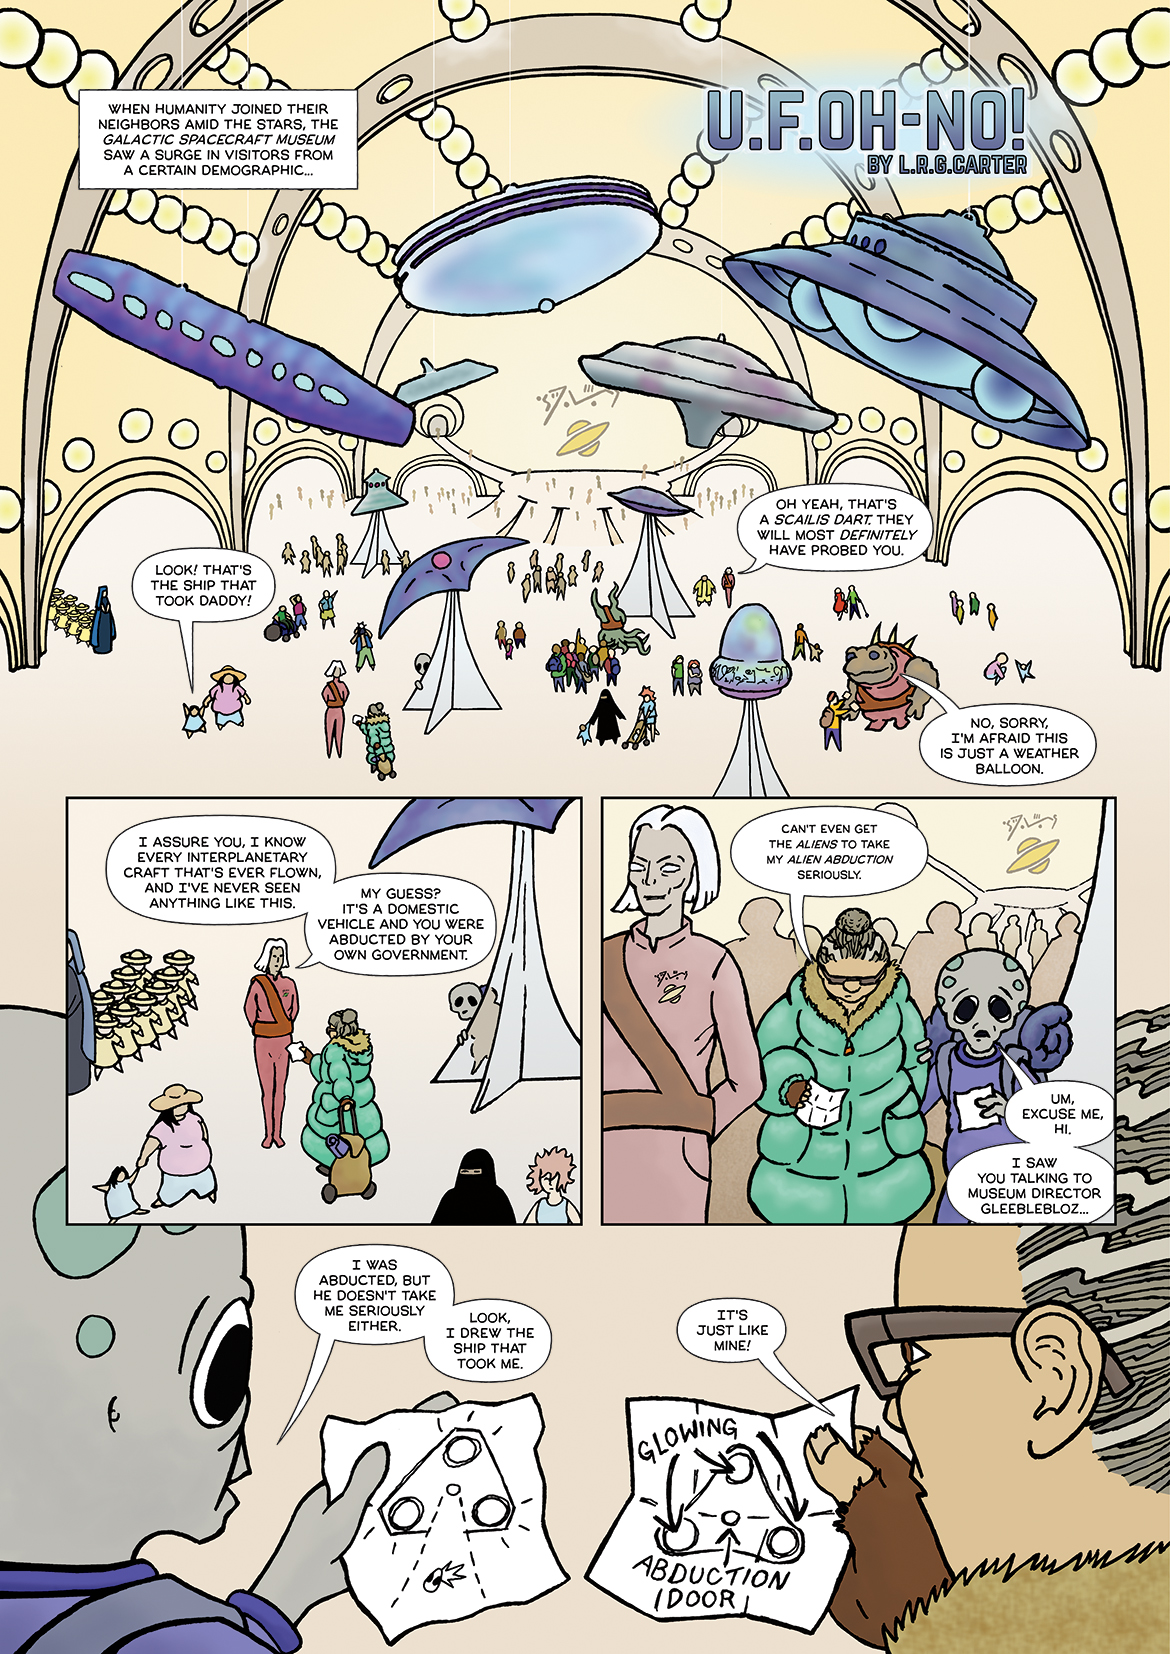 WHEN HUMANITY JOINED THEIR
NEIGHBORS AMID THE STARS, THE
GALACTIC SPACECRAFT MUSEUM
SAW A SURGE IN VISITORS FROM
A CERTAIN DEMOGRAPHIC...
U.F.OH-NO!
BY L.R.G.CARTER
OH YEAH, THAT'S
A SCAILIS DART. THEY
WILL MOST DEFINITELY
HAVE PROBED YOU.
LOOK! THAT'S
THE SHIP THAT
TOOK DADDY!
NO, SORRY,
I'M AFRAID THIS
IS JUST A WEATHER
BALLOON.
I ASSURE YOU, I KNOW
EVERY INTERPLANETARY
CRAFT THAT'S EVER FLOWN,
AND I'VE NEVER SEEN
ANYTHING LIKE THIS.
MY GUESS?
IT'S A DOMESTIC
VEHICLE AND YOU WERE
ABDUCTED BY YOUR
OWN GOVERNMENT.
CAN'T EVEN GET
THE ALIENS TO TAKE
MY ALIEN ABDUCTION
SERIOUSLY.
UM,
EXCUSE ME,
HI.
I SAW
YOU TALKING TO
MUSEUM DIRECTOR
GLEEBLEBLOZ...
I WAS
ABDUCTED, BUT
HE DOESN'T TAKE
ME SERIOUSLY
EITHER.
LOOK,
I DREW THE
SHIP THAT
TOOK ME.
IT'S
JUST LIKE
MINE!
GLOWING
ABDUCTION
DOOR